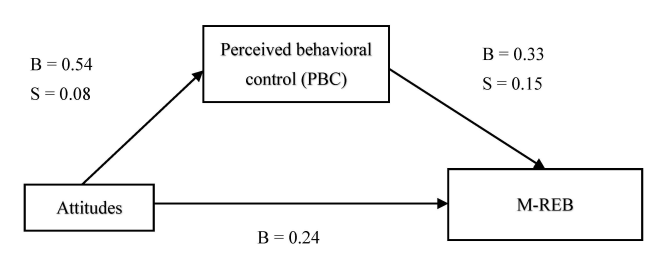 Perceived behavioral
control (PBC)
B = 0.54
S = 0.08
B = 0.33
S = 0.15
Attitudes
M-REB
B = 0.24